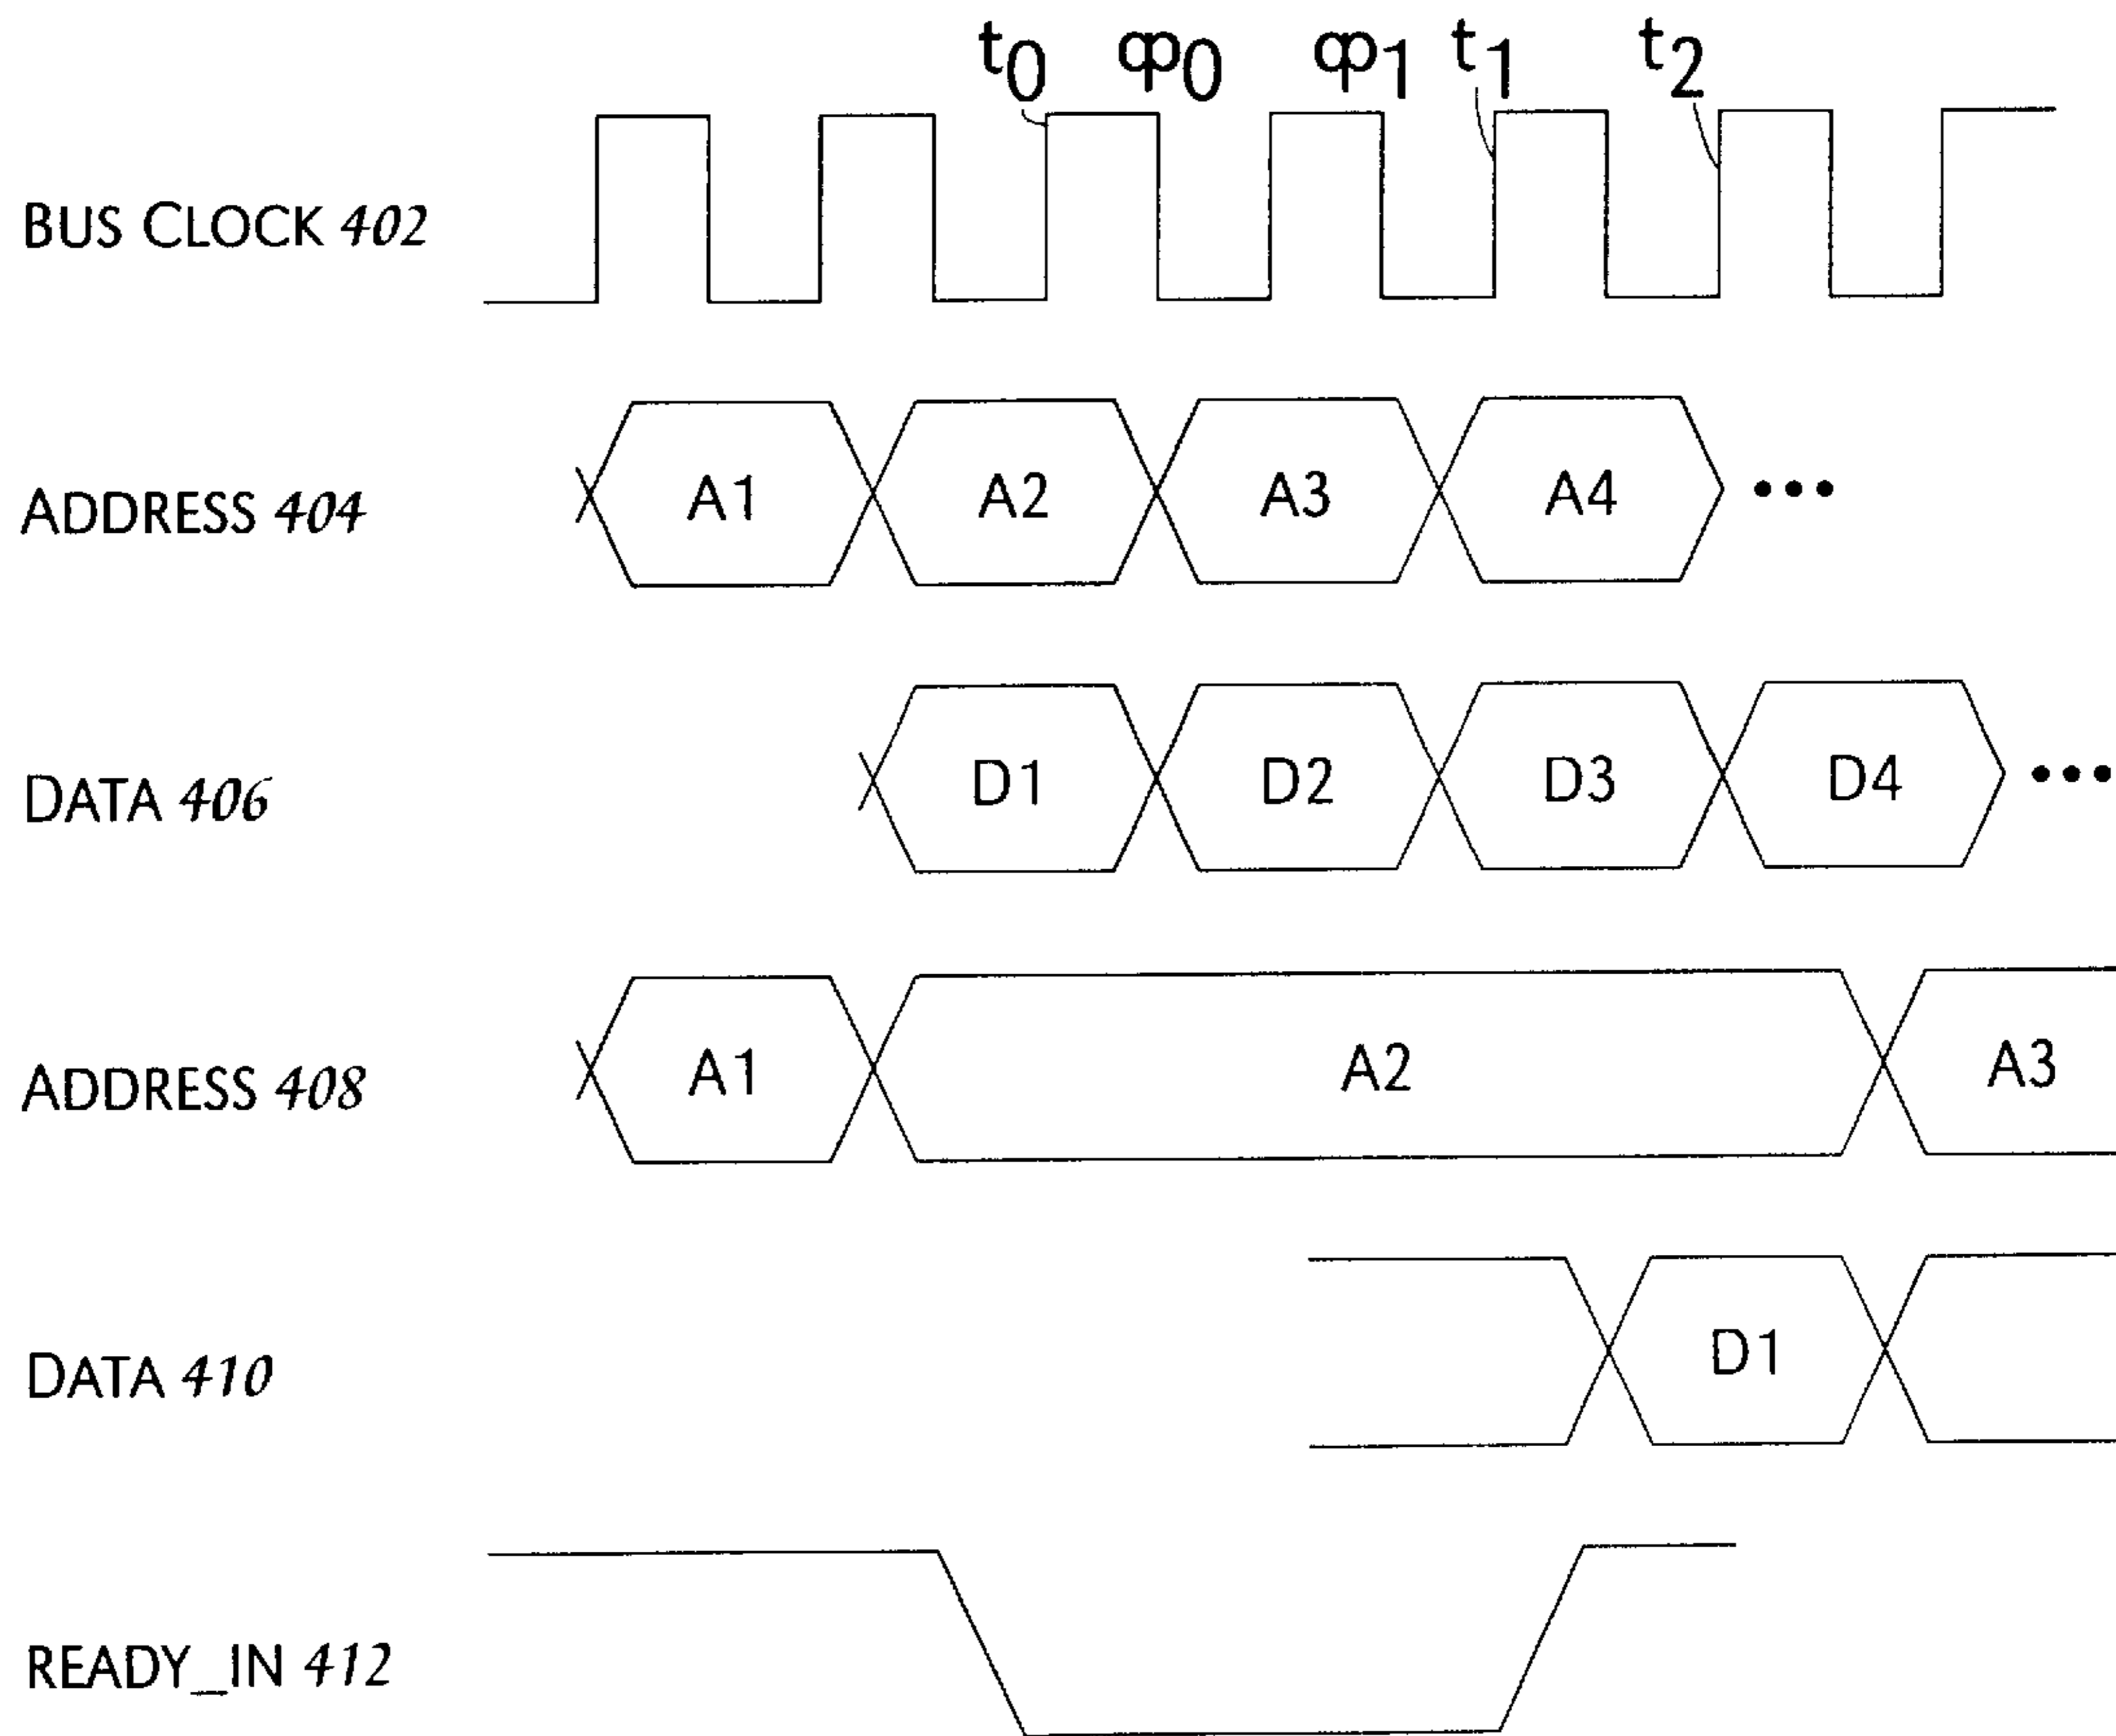 t0 φ0 φ1 t1 t2
BUS CLOCK 402
ADDRESS 404 A1 A2 A3 A4 •••
DATA 406 D1 D2 D3 D4 •••
ADDRESS 408 A1 A2 A3
DATA 410 D1
READY_IN 412